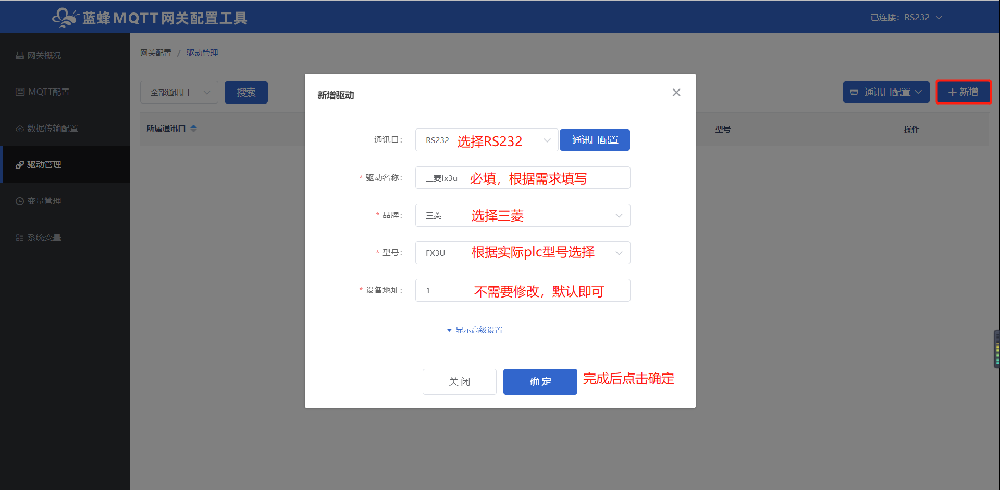 蓝蜂MQTT网关配置工具
已连接：RS232
网关概况
MQTT配置
数据传输配置
驱动管理
变量管理
系统变量
网关配置 / 驱动管理
全部通讯口
搜索
通讯口配置
新增
所属通讯口
型号
操作
新增驱动
通讯口：
RS232
选择RS232
通讯口配置
* 驱动名称：
三菱fx3u
必填，根据需求填写
* 品牌：
三菱
选择三菱
* 型号：
FX3U
根据实际plc型号选择
* 设备地址：
1
不需要修改，默认即可
显示高级设置
关闭
确定
完成后点击确定